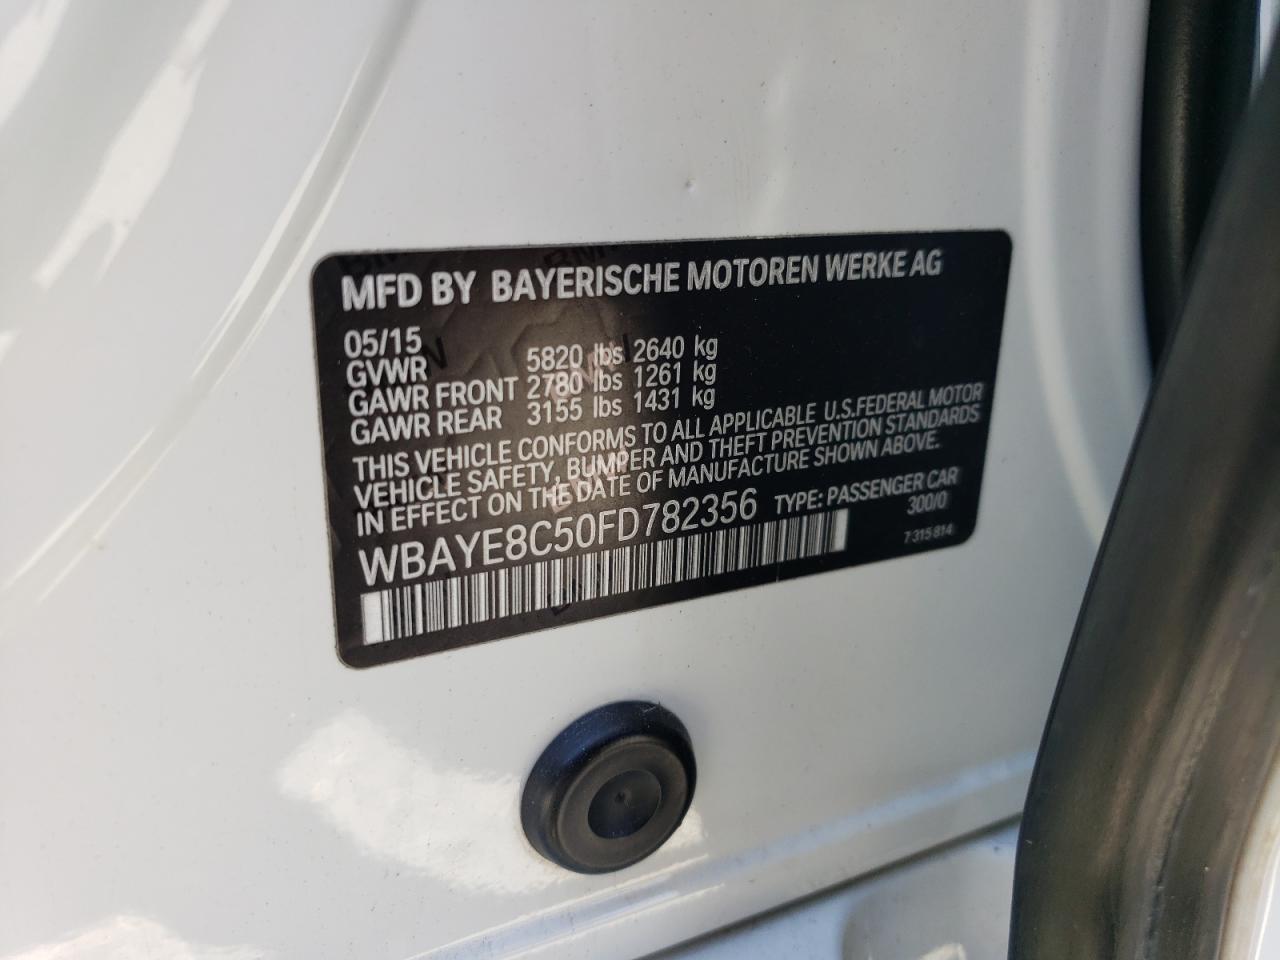 MFD BY BAYERISCHE MOTOREN WERKE AG
05/15
GVWR 5820 lbs 2640 kg
GAWR FRONT 2780 lbs 1261 kg
GAWR REAR 3155 lbs 1431 kg
THIS VEHICLE CONFORMS TO ALL APPLICABLE U.S.FEDERAL MOTOR
VEHICLE SAFETY, BUMPER AND THEFT PREVENTION STANDARDS
IN EFFECT ON THE DATE OF MANUFACTURE SHOWN ABOVE.
WBAYE8C50FD782356 TYPE: PASSENGER CAR
300/0
7 315 814